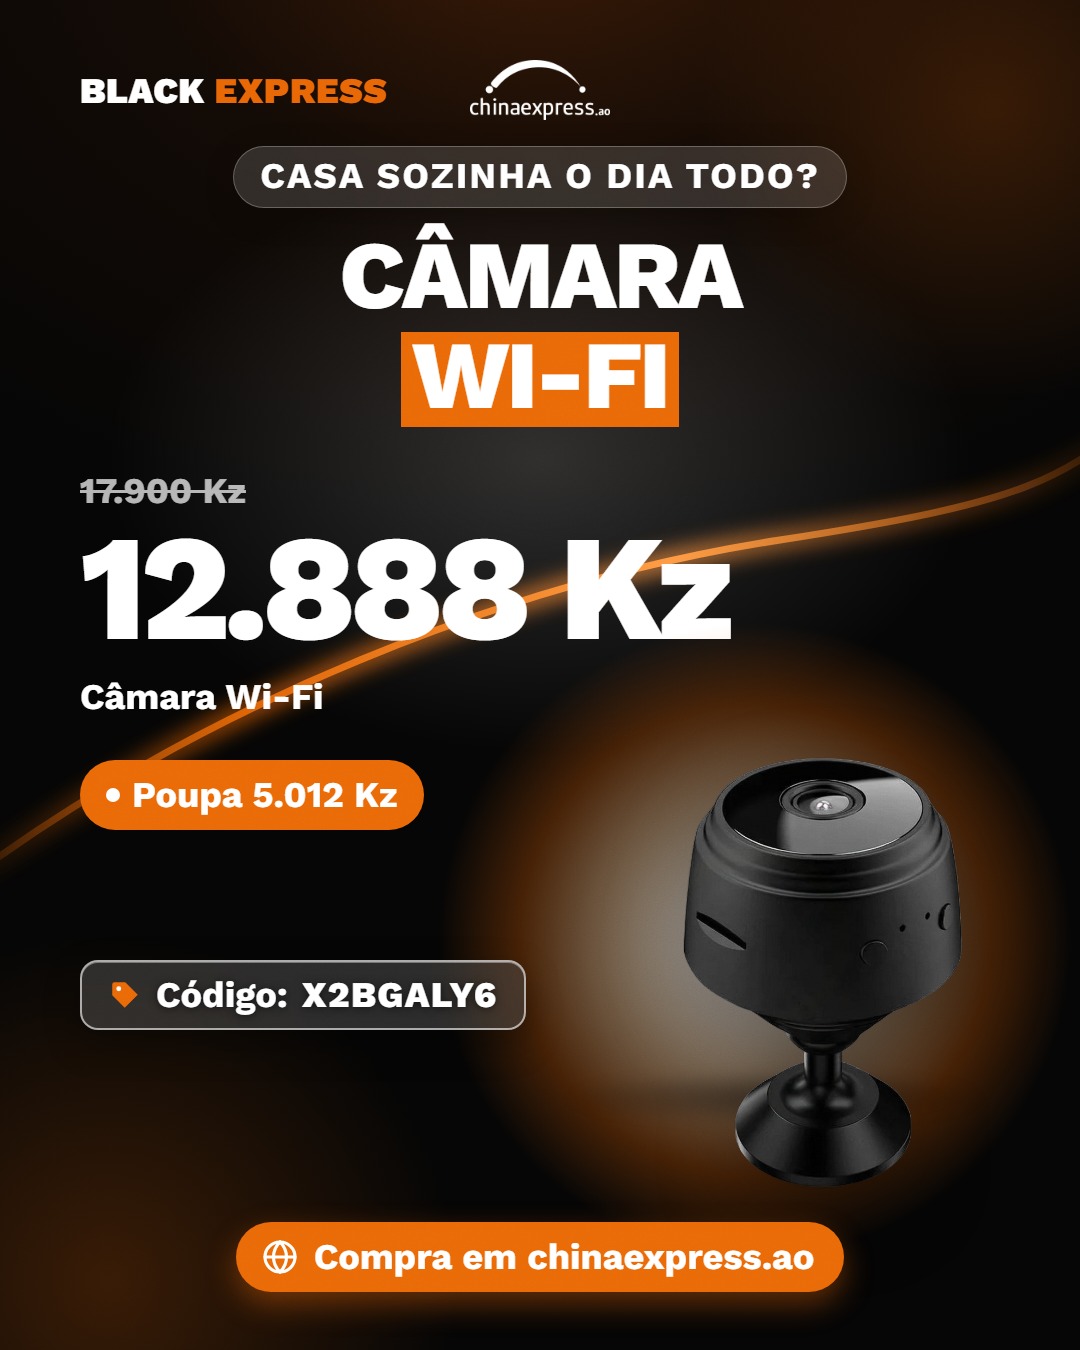 BLACK EXPRESS
chinaexpress.ao
CASA SOZINHA O DIA TODO?
CÂMARA
WI-FI
17.900 Kz
12.888 Kz
Câmara Wi-Fi
Poupa 5.012 Kz
Código: X2BGALY6
Compra em chinaexpress.ao